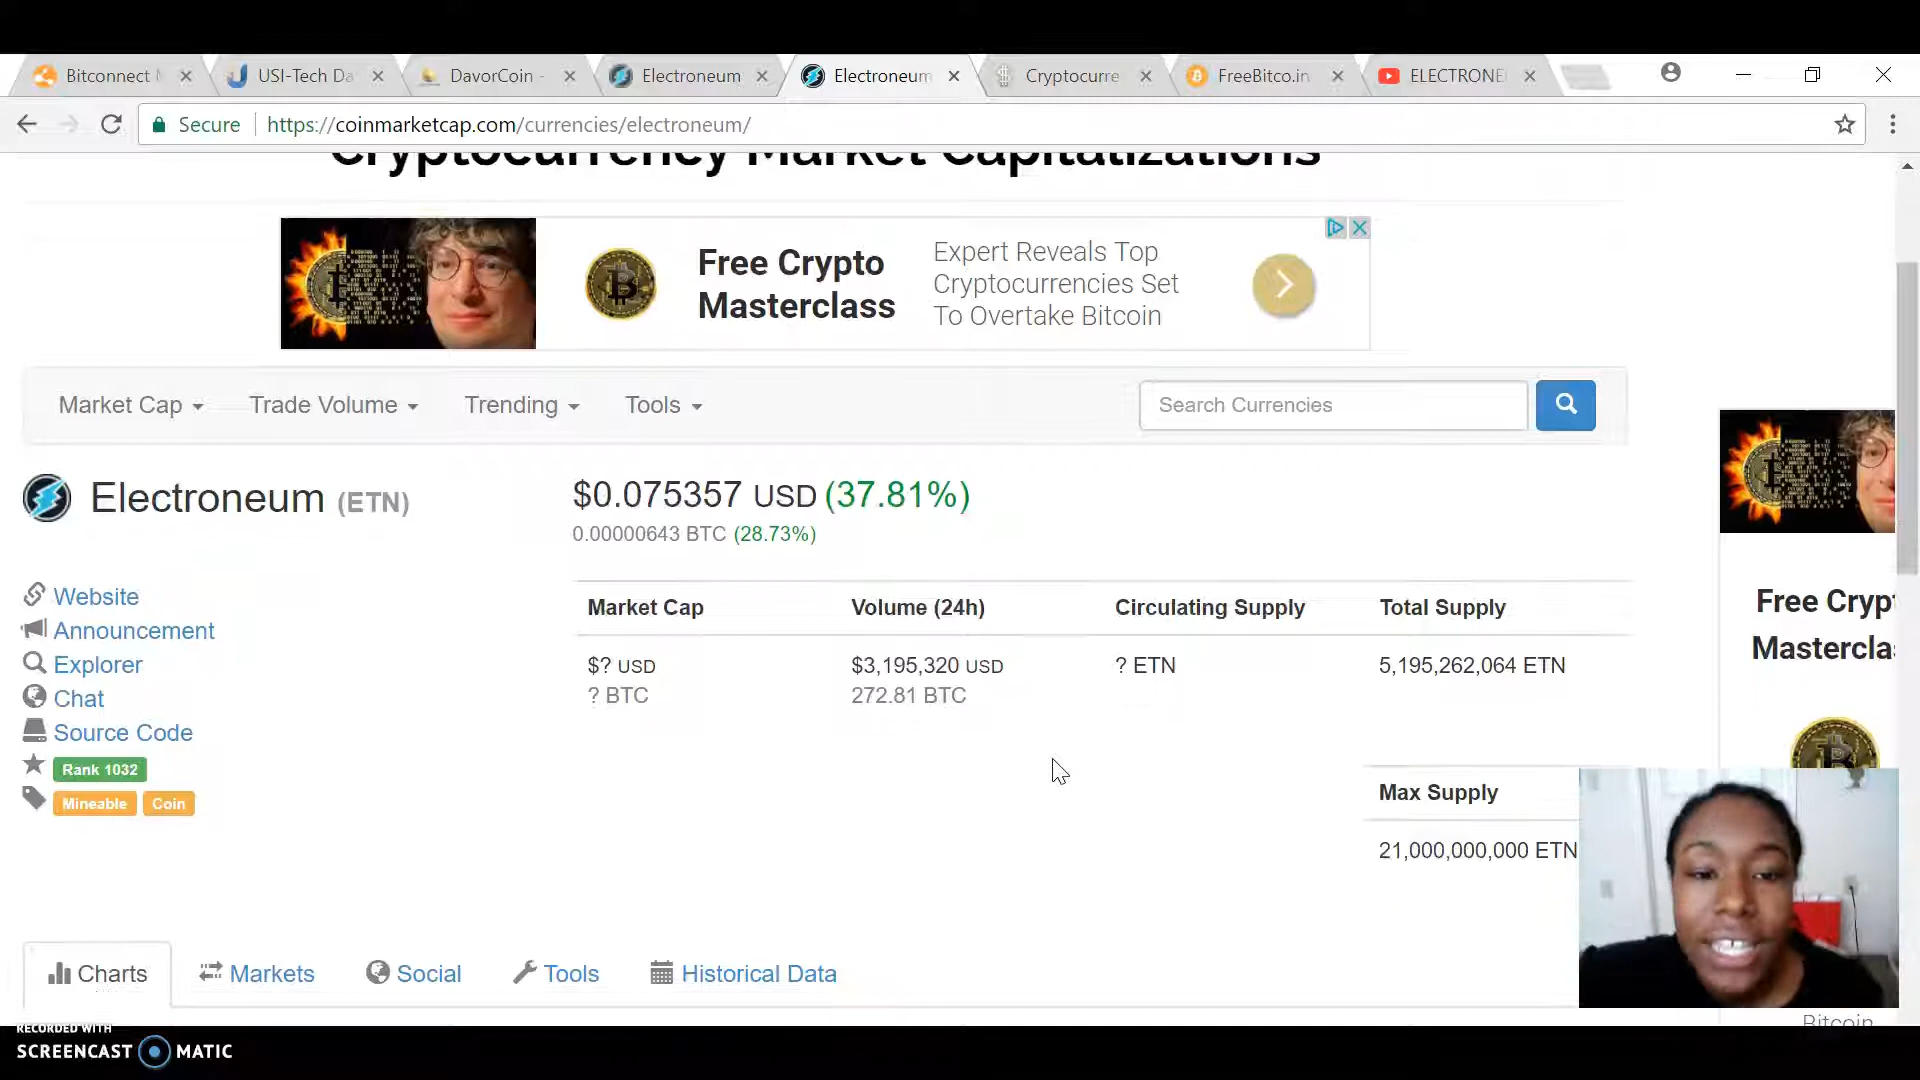 Bitconnect
USI-Tech Da
DavorCoin -
Electroneum
Electroneum
Cryptocurre
FreeBitco.in
ELECTRONE
Secure
https://coinmarketcap.com/currencies/electroneum/
Cryptocurrency Market Capitalizations
Free Crypto
Masterclass
Expert Reveals Top
Cryptocurrencies Set
To Overtake Bitcoin
Market Cap
Trade Volume
Trending
Tools
Search Currencies
Electroneum (ETN)
$0.075357 USD (37.81%)
0.00000643 BTC (28.73%)
Website
Announcement
Explorer
Chat
Source Code
Rank 1032
Mineable
Coin
Market Cap
Volume (24h)
Circulating Supply
Total Supply
$? USD
$3,195,320 USD
? ETN
5,195,262,064 ETN
? BTC
272.81 BTC
Max Supply
21,000,000,000 ETN
Free Cryp
Mastercla
Charts
Markets
Social
Tools
Historical Data
Bitcoin
RECORDED WITH
SCREENCAST MATIC